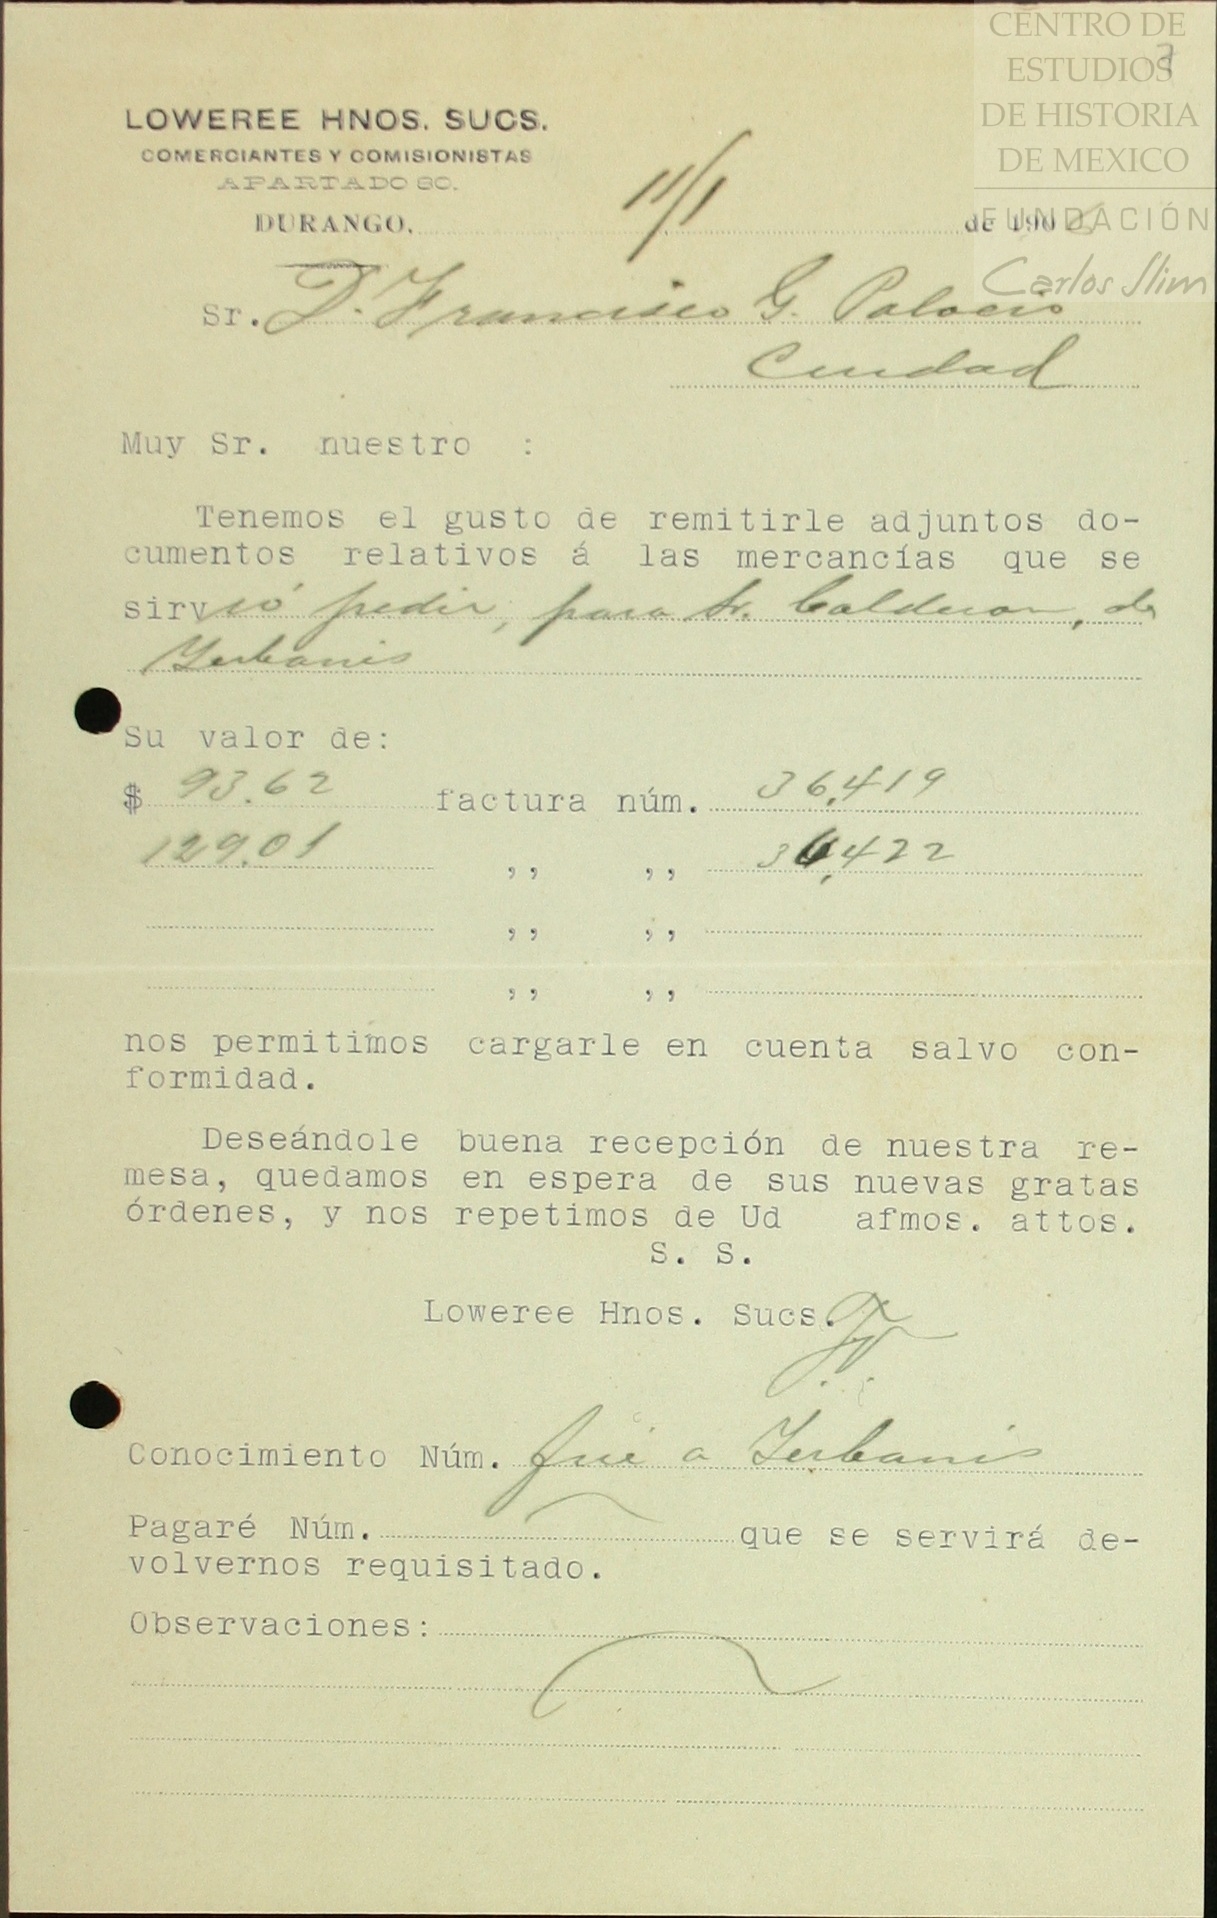 CENTRO DE
ESTUDIOS
DE HISTORIA
DE MEXICO
FUNDACIÓN
Carlos Slim
LOWEREE HNOS. SUCS.
COMERCIANTES Y COMISIONISTAS
APARTADO 60.
DURANGO, 11/1 de 190
Sr. D. Francisco G. Palacio
Ciudad
Muy Sr. nuestro :
Tenemos el gusto de remitirle adjuntos do-
cumentos relativos á las mercancías que se
sirvió pedir, para Sr. Calderon, de
Yerbanis
Su valor de:
$ 93.62 factura núm. 36,419
129.01 ,, ,, 36,422
,, ,,
,, ,,
nos permitimos cargarle en cuenta salvo con-
formidad.
Deseándole buena recepción de nuestra re-
mesa, quedamos en espera de sus nuevas gratas
órdenes, y nos repetimos de Ud afmos. attos.
S. S.
Loweree Hnos. Sucs.
Conocimiento Núm. fué a Yerbanis
Pagaré Núm. que se servirá de-
volvernos requisitado.
Observaciones: